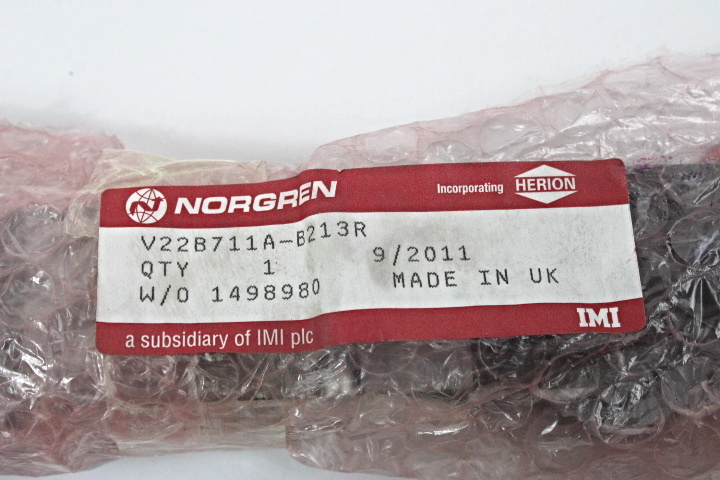 NORGREN
Incorporating HERION
V22B711A-B213R
QTY 1 9/2011
W/O 1498980 MADE IN UK
a subsidiary of IMI plc
IMI